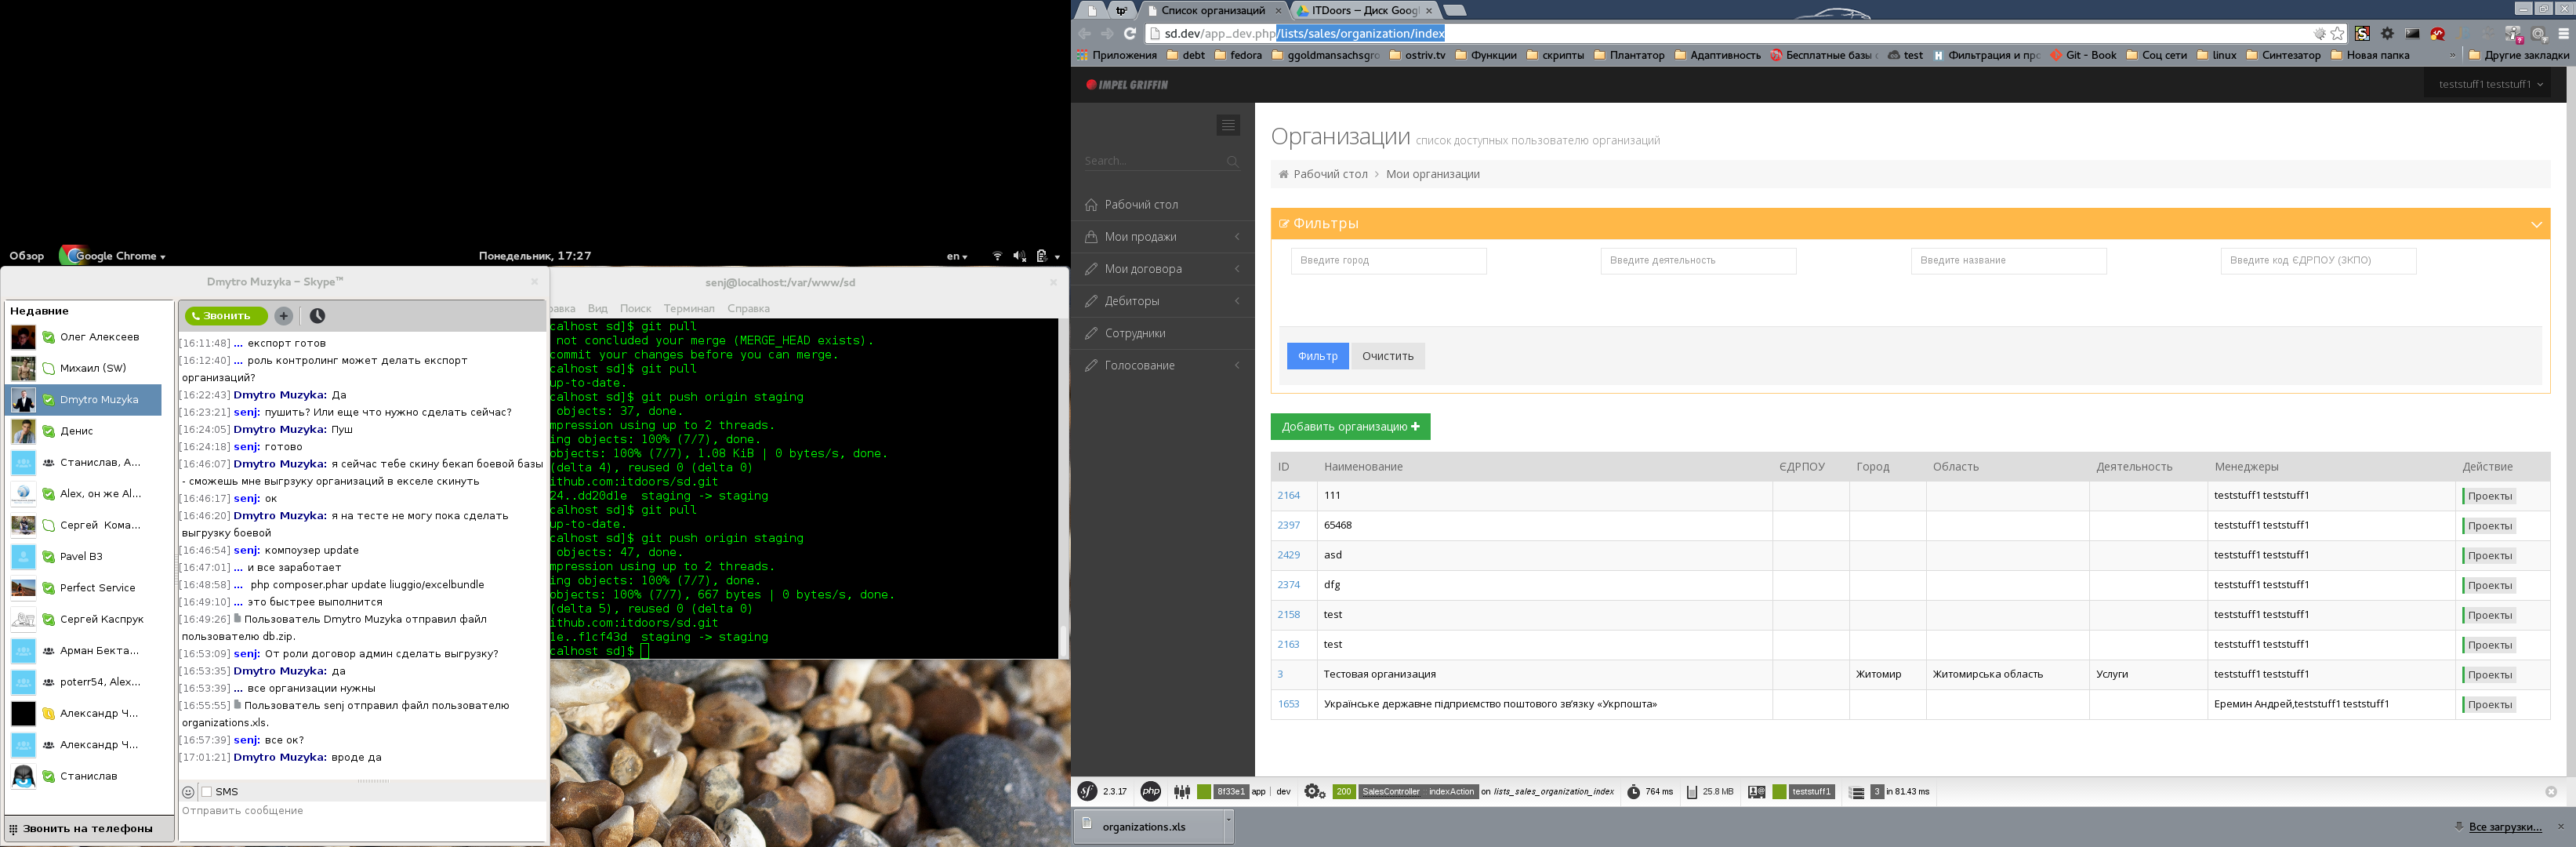 Обзор
Google Chrome
Понедельник, 17:27
en
Dmytro Muzyka – Skype™
Недавние
Олег Алексеев
Михаил (SW)
Dmytro Muzyka
Денис
Станислав, А...
Alex, он же Al...
Сергей Кома...
Pavel ВЗ
Perfect Service
Сергей Каспрук
Арман Бекта...
poterr54, Alex...
Александр Ч...
Александр Ч...
Станислав
Звонить на телефоны
Звонить
[16:11:48] ... експорт готов
[16:12:40] ... роль контролинг может делать експорт
организаций?
[16:22:43] Dmytro Muzyka: Да
[16:23:21] senj: пушить? Или еще что нужно сделать сейчас?
[16:24:05] Dmytro Muzyka: Пуш
[16:24:18] senj: готово
[16:46:07] Dmytro Muzyka: я сейчас тебе скину бекап боевой базы
- сможешь мне выгрзуку организаций в екселе скинуть
[16:46:17] senj: ок
[16:46:20] Dmytro Muzyka: я на тесте не могу пока сделать
выгрузку боевой
[16:46:54] senj: компоузер update
[16:47:01] ... и все заработает
[16:48:58] ... php composer.phar update liuggio/excelbundle
[16:49:10] ... это быстрее выполнится
[16:49:26] Пользователь Dmytro Muzyka отправил файл
пользователю db.zip.
[16:53:09] senj: От роли договор админ сделать выгрузку?
[16:53:35] Dmytro Muzyka: да
[16:53:39] ... все организации нужны
[16:55:55] Пользователь senj отправил файл пользователю
organizations.xls.
[16:57:39] senj: все ок?
[17:01:21] Dmytro Muzyka: вроде да
SMS
Отправить сообщение
senj@localhost:/var/www/sd
равка Вид Поиск Терминал Справка
calhost sd]$ git pull
not concluded your merge (MERGE_HEAD exists).
commit your changes before you can merge.
calhost sd]$ git pull
up-to-date.
calhost sd]$ git push origin staging
objects: 37, done.
mpression using up to 2 threads.
ing objects: 100% (7/7), done.
objects: 100% (7/7), 1.08 KiB | 0 bytes/s, done.
(delta 4), reused 0 (delta 0)
ithub.com:itdoors/sd.git
24..dd20d1e staging -> staging
calhost sd]$ git pull
up-to-date.
calhost sd]$ git push origin staging
objects: 47, done.
mpression using up to 2 threads.
ing objects: 100% (7/7), done.
objects: 100% (7/7), 667 bytes | 0 bytes/s, done.
(delta 5), reused 0 (delta 0)
ithub.com:itdoors/sd.git
1e..f1cf43d staging -> staging
calhost sd]$
tp Список организаций ITDoors – Диск Goog
sd.dev/app_dev.php/lists/sales/organization/index
Приложения debt fedora ggoldmansachsgro ostriv.tv Функции скрипты Плантатор Адаптивность Бесплатные базы test Фильтрация и пр Git - Book Соц сети linux Синтезатор Новая папка » Другие закладки
IMPEL GRIFFIN
teststuff1 teststuff1
Search...
Рабочий стол
Мои продажи
Мои договора
Дебиторы
Сотрудники
Голосование
Организации список доступных пользователю организаций
Рабочий стол > Мои организации
Фильтры
Введите город Введите деятельность Введите название Введите код ЄДРПОУ (ЗКПО)
Фильтр Очистить
Добавить организацию +
ID Наименование ЄДРПОУ Город Область Деятельность Менеджеры Действие
2164 111 teststuff1 teststuff1 Проекты
2397 65468 teststuff1 teststuff1 Проекты
2429 asd teststuff1 teststuff1 Проекты
2374 dfg teststuff1 teststuff1 Проекты
2158 test teststuff1 teststuff1 Проекты
2163 test teststuff1 teststuff1 Проекты
3 Тестовая организация Житомир Житомирська область Услуги teststuff1 teststuff1 Проекты
1653 Українське державне підприємство поштового зв'язку «Укрпошта» Еремин Андрей,teststuff1 teststuff1 Проекты
sf 2.3.17 php 8f33e1 app | dev 200 SalesController indexAction on lists_sales_organization_index 764 ms 25.8 MB teststuff1 3 in 81.43 ms
organizations.xls
Все загрузки...